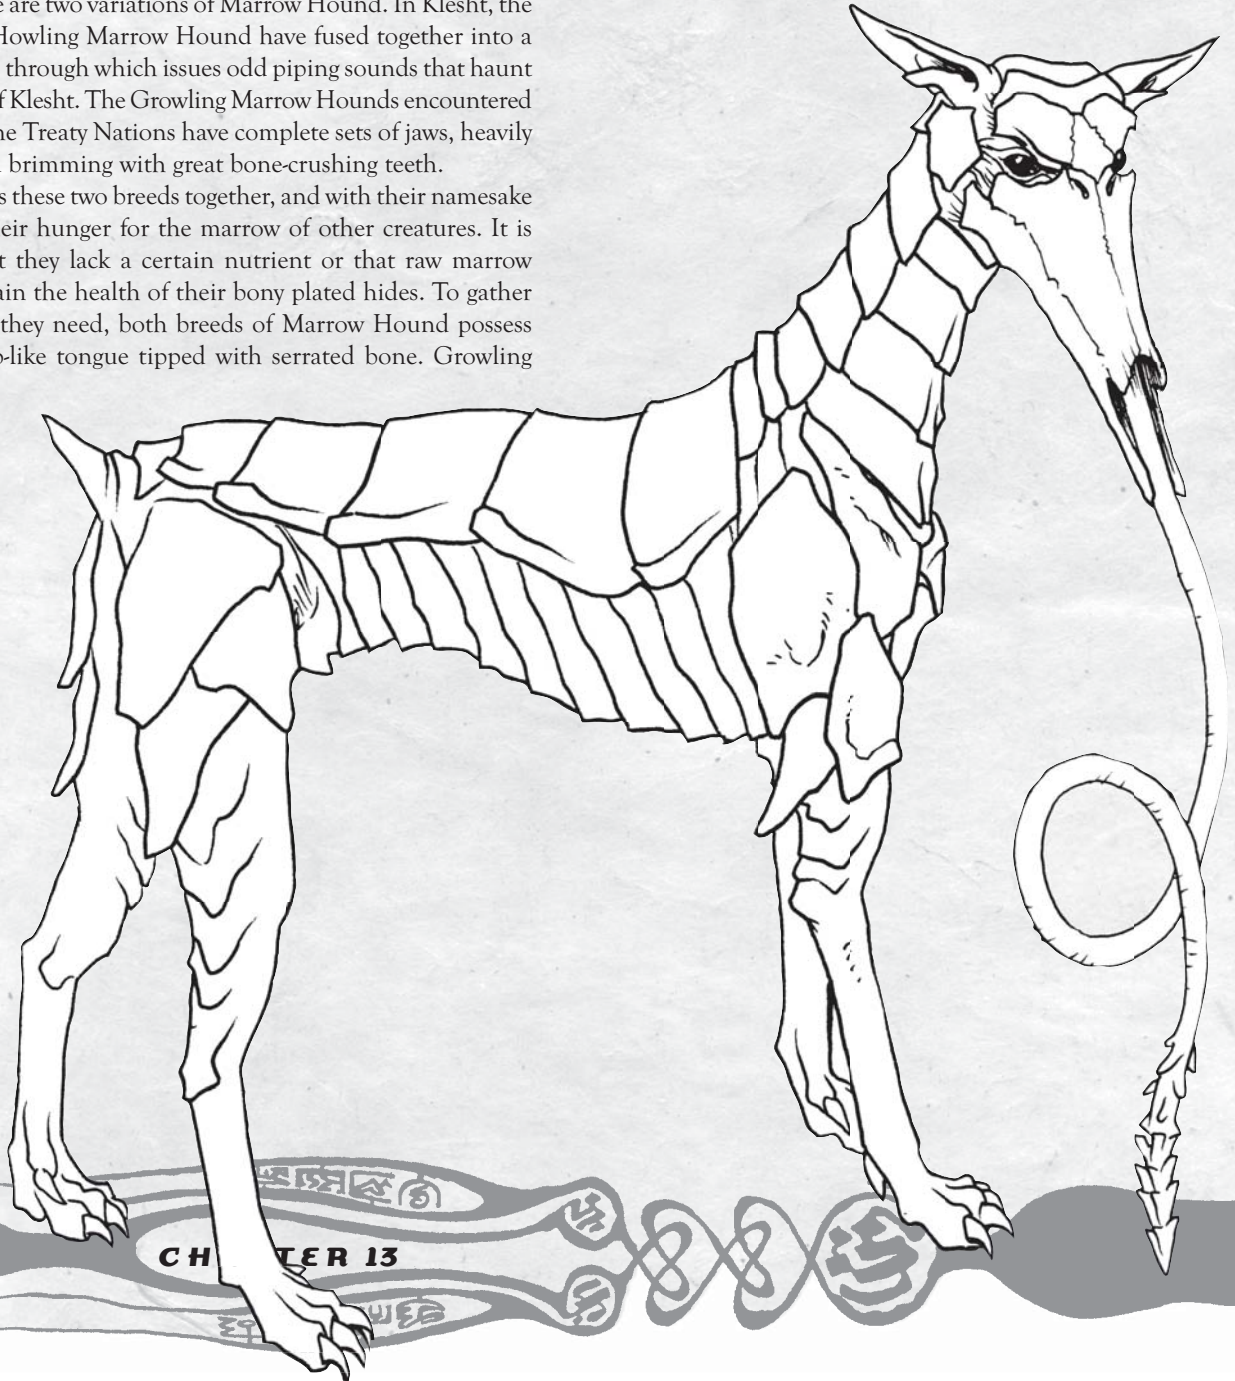 e are two variations of Marrow Hound. In Klesht, the
Howling Marrow Hound have fused together into a
through which issues odd piping sounds that haunt
f Klesht. The Growling Marrow Hounds encountered
he Treaty Nations have complete sets of jaws, heavily
brimming with great bone-crushing teeth.
s these two breeds together, and with their namesake
eir hunger for the marrow of other creatures. It is
t they lack a certain nutrient or that raw marrow
ain the health of their bony plated hides. To gather
they need, both breeds of Marrow Hound possess
-like tongue tipped with serrated bone. Growling
CH TER 13